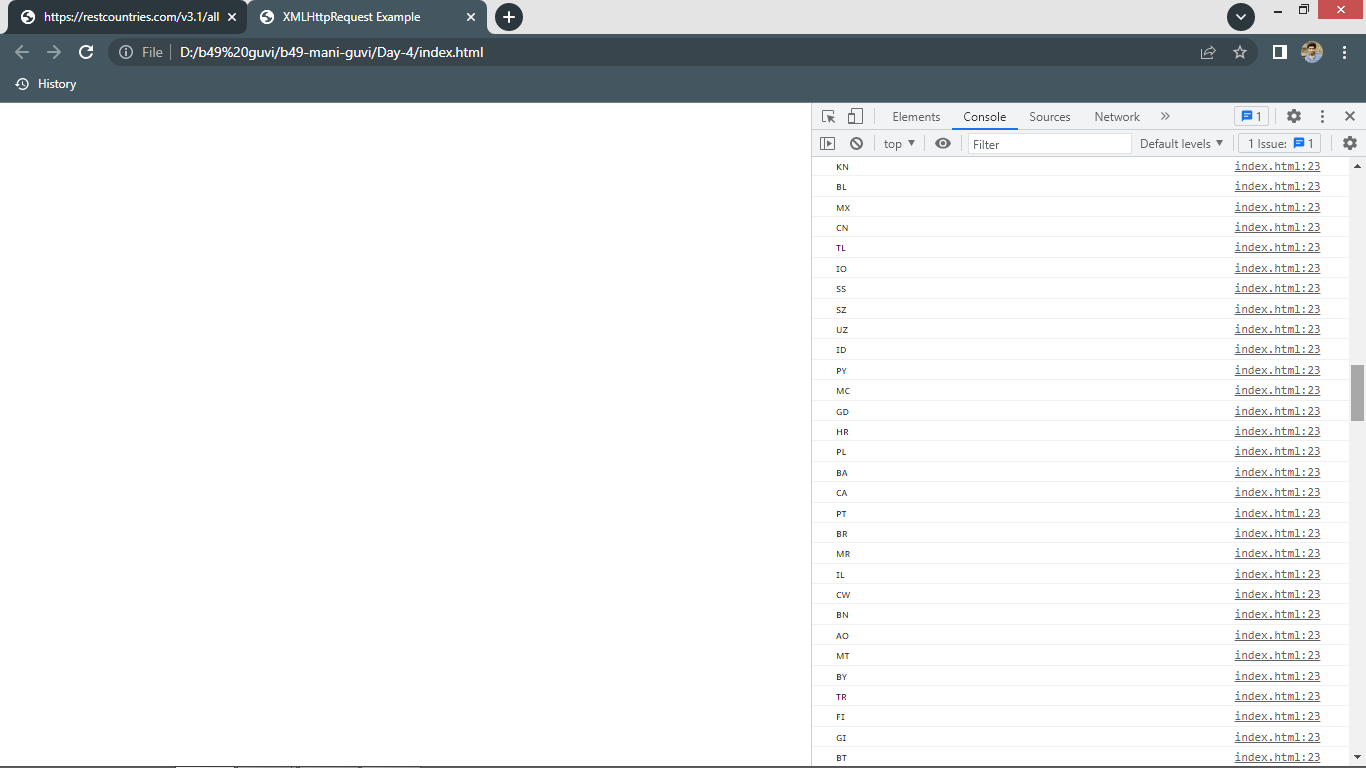 https://restcountries.com/v3.1/all
XMLHttpRequest Example
File
D:/b49%20guvi/b49-mani-guvi/Day-4/index.html
History
Elements Console Sources Network 1
top Filter Default levels 1 Issue: 1
KN index.html:23
BL index.html:23
MX index.html:23
CN index.html:23
TL index.html:23
IO index.html:23
SS index.html:23
SZ index.html:23
UZ index.html:23
ID index.html:23
PY index.html:23
MC index.html:23
GD index.html:23
HR index.html:23
PL index.html:23
BA index.html:23
CA index.html:23
PT index.html:23
BR index.html:23
MR index.html:23
IL index.html:23
CW index.html:23
BN index.html:23
AO index.html:23
MT index.html:23
BY index.html:23
TR index.html:23
FI index.html:23
GI index.html:23
BT index.html:23